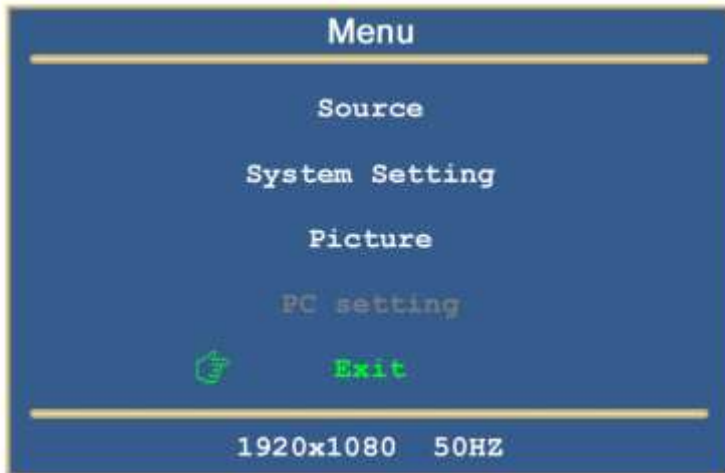 Menu
Source
System Setting
Picture
PC setting
Exit
1920x1080 50HZ